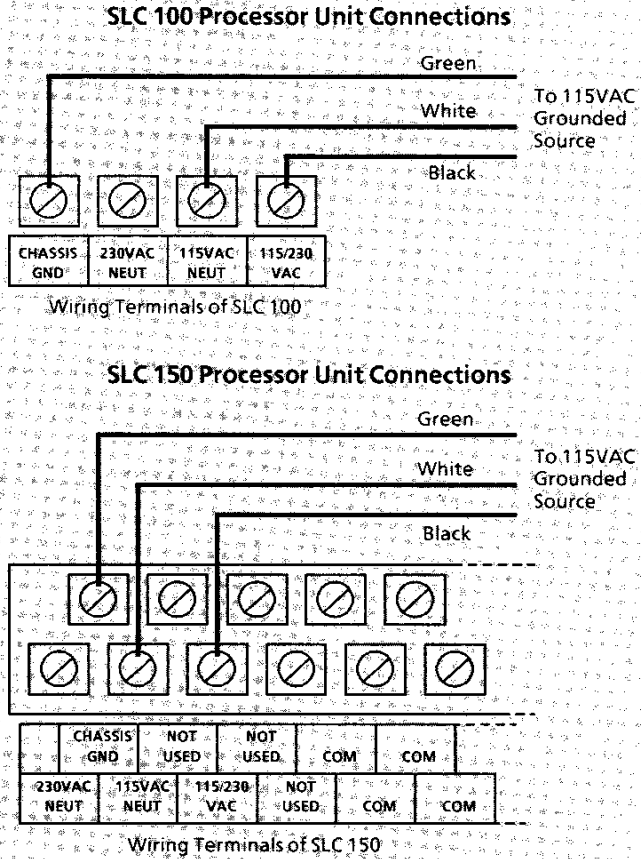 SLC 100 Processor Unit Connections
Green
White
Black
To 115VAC
Grounded
Source
CHASSIS GND
230VAC NEUT
115VAC NEUT
115/230 VAC
Wiring Terminals of SLC 100
SLC 150 Processor Unit Connections
Green
White
Black
To 115VAC
Grounded
Source
CHASSIS GND
NOT USED
NOT USED
COM
COM
230VAC NEUT
115VAC NEUT
115/230 VAC
NOT USED
COM
COM
Wiring Terminals of SLC 150